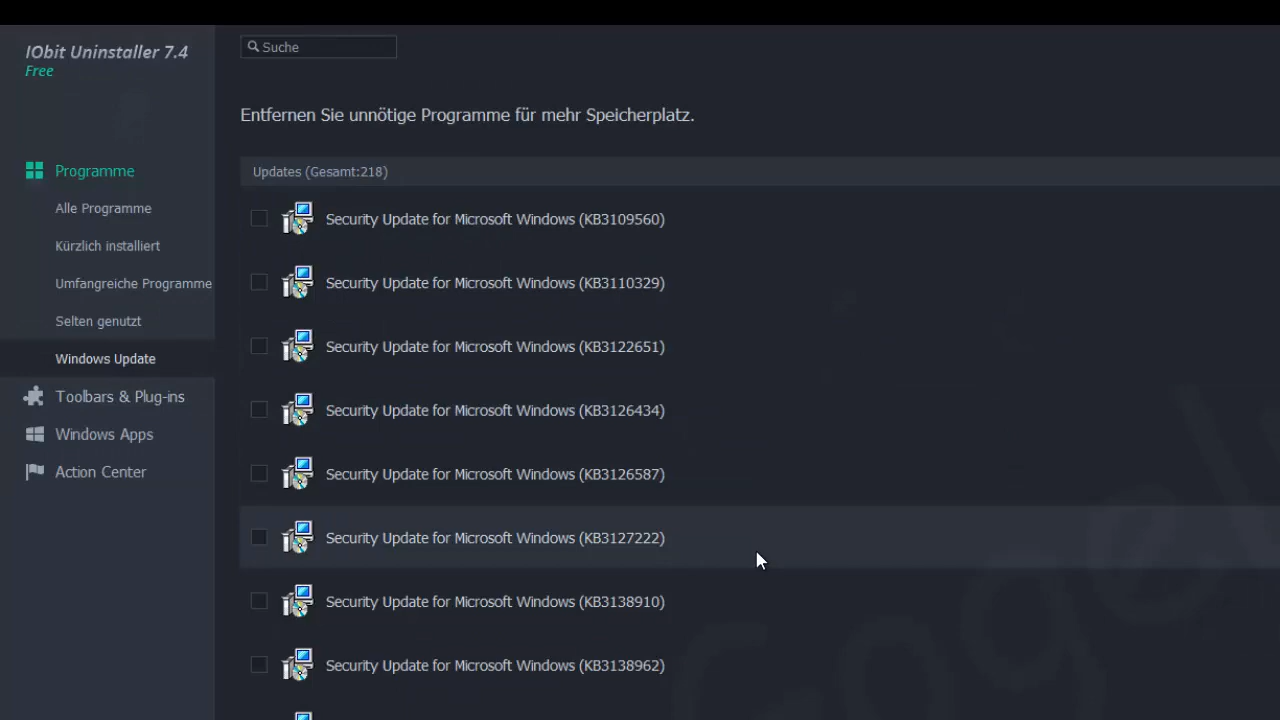 IObit Uninstaller 7.4
Free
Suche
Entfernen Sie unnötige Programme für mehr Speicherplatz.
Programme
Alle Programme
Kürzlich installiert
Umfangreiche Programme
Selten genutzt
Windows Update
Toolbars & Plug-ins
Windows Apps
Action Center
Updates (Gesamt:218)
Security Update for Microsoft Windows (KB3109560)
Security Update for Microsoft Windows (KB3110329)
Security Update for Microsoft Windows (KB3122651)
Security Update for Microsoft Windows (KB3126434)
Security Update for Microsoft Windows (KB3126587)
Security Update for Microsoft Windows (KB3127222)
Security Update for Microsoft Windows (KB3138910)
Security Update for Microsoft Windows (KB3138962)